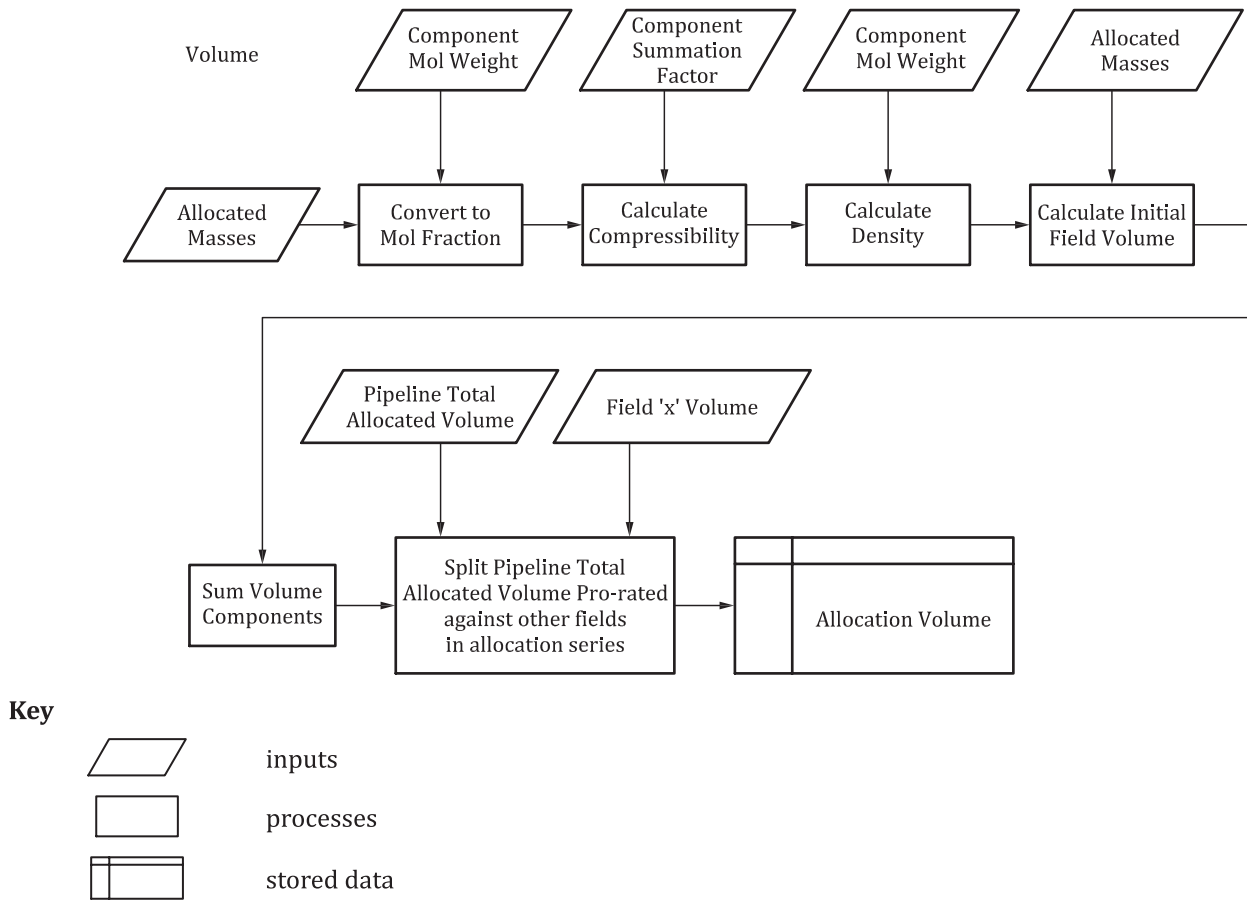 Volume
Component
Mol Weight
Component
Summation
Factor
Component
Mol Weight
Allocated
Masses
Allocated
Masses
Convert to
Mol Fraction
Calculate
Compressibility
Calculate
Density
Calculate Initial
Field Volume
Pipeline Total
Allocated Volume
Field 'x' Volume
Sum Volume
Components
Split Pipeline Total
Allocated Volume Pro-rated
against other fields
in allocation series
Allocation Volume
Key
inputs
processes
stored data